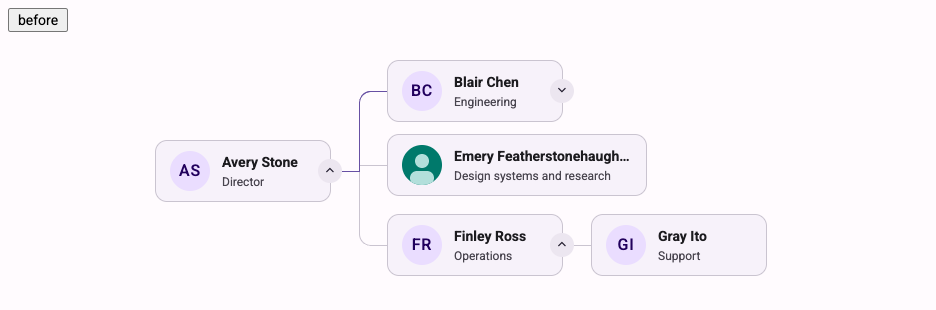 before
BC
Blair Chen
Engineering
AS
Avery Stone
Director
Emery Featherstonehaugh...
Design systems and research
FR
Finley Ross
Operations
GI
Gray Ito
Support